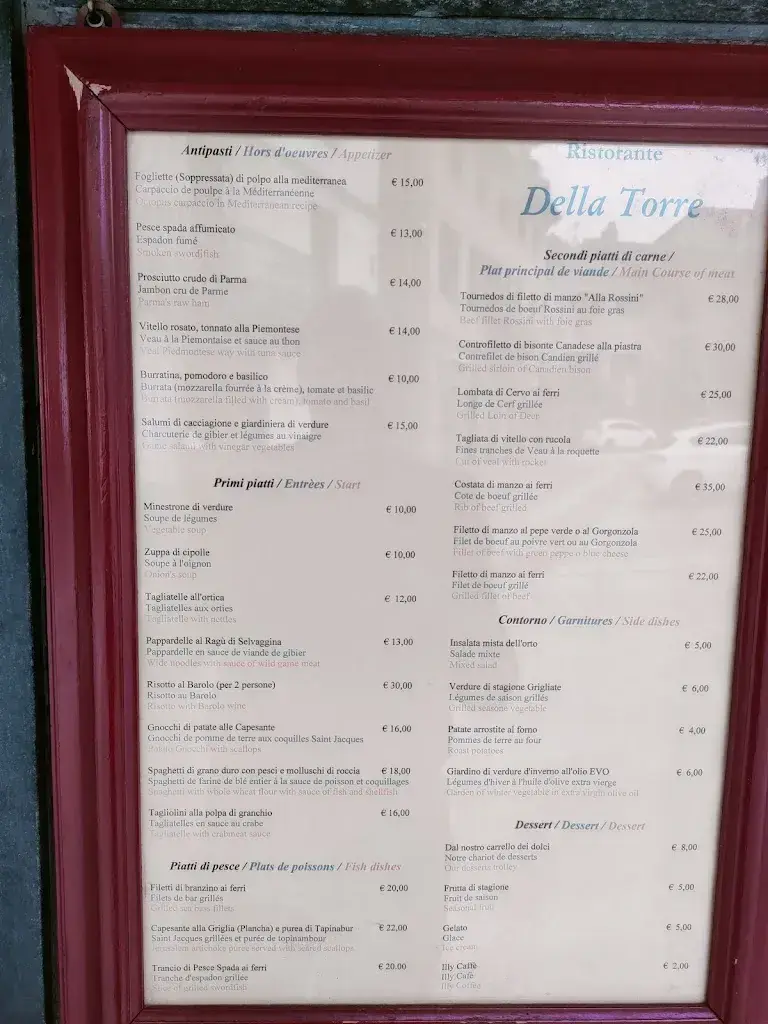 Antipasti / Hors d'oeuvres / Appetizer
Fogliette (Soppressata) di polpo alla mediterranea € 15,00
Carpaccio de poulpe à la Méditerranéenne
Octopus carpaccio in Mediterranean recipe
Pesce spada affumicato € 13,00
Espadon fumé
Smoken swordfish
Prosciutto crudo di Parma € 14,00
Jambon cru de Parme
Parma's raw ham
Vitello rosato, tonnato alla Piemontese € 14,00
Veau à la Piemontaise et sauce au thon
Veal Piedmontese way with tuna sauce
Burratina, pomodoro e basilico € 10,00
Burrata (mozzarella fourrée à la crème), tomate et basilic
Burrata (mozzarella filled with cream), tomato and basil
Salumi di cacciagione e giardiniera di verdure € 15,00
Charcuterie de gibier et légumes au vinaigre
salami with vinegar vegetables
Primi piatti / Entrèes / Start
Minestrone di verdure € 10,00
Soupe de légumes
Vegetable soup
Zuppa di cipolle € 10,00
Soupe à l'oignon
Onion's soup
Tagliatelle all'ortica € 12,00
Tagliatelles aux orties
Tagliatelle with nettles
Pappardelle al Ragù di Selvaggina € 13,00
Pappardelle en sauce de viande de gibier
Wide noodles with sauce of wild game meat
Risotto al Barolo (per 2 persone) € 30,00
Risotto au Barolo
Risotto with Barolo wine
Gnocchi di patate alle Capesante € 16,00
Gnocchi de pomme de terre aux coquilles Saint Jacques
Potato Gnocchi with scallops
Spaghetti di grano duro con pesci e molluschi di roccia € 18,00
Spaghetti de farine de blé entier à la sauce de poisson et coquillages
Spaghetti with whole wheat flour with sauce of fish and shellfish
Tagliolini alla polpa di granchio € 16,00
Tagliatelles en sauce au crabe
Tagliatelle with crabmeat sauce
Piatti di pesce / Plats de poissons / Fish dishes
Filetti di branzino ai ferri € 20,00
Filets de bar grillés
Grilled sea bass fillets
Capesante alla Griglia (Plancha) e purea di Tapinabur € 22,00
Saint Jacques grillées et purée de topinambour
Jerusalem artichoke puree served with seared scallops
Trancio di Pesce Spada ai ferri € 20.00
Tranche d'espadon grillée
of grilled swordfish
Ristorante
Della Torre
Secondi piatti di carne /
Plat principal de viande / Main Course of meat
Tournedos di filetto di manzo "Alla Rossini" € 28,00
Tournedos de boeuf Rossini au foie gras
Beef fillet Rossini with foie gras
Controfiletto di bisonte Canadese alla piastra € 30,00
Contrefilet de bison Candien grillé
Grilled sirloin of Canadien bison
Lombata di Cervo ai ferri € 25,00
Longe de Cerf grillée
Grilled Loin of Deer
Tagliata di vitello con rucola € 22,00
Fines tranches de Veau à la roquette
Cut of veal with rocket
Costata di manzo ai ferri € 35,00
Cote de boeuf grillée
Rib of beef grilled
Filetto di manzo al pepe verde o al Gorgonzola € 25,00
Filet de boeuf au poivre vert ou au Gorgonzola
Fillet of beef with green peppe o blue cheese
Filetto di manzo ai ferri € 22,00
Filet de boeuf grillé
Grilled fillet of beef
Contorno / Garnitures / Side dishes
Insalata mista dell'orto € 5,00
Salade mixte
Mixed salad
Verdure di stagione Grigliate € 6,00
Légumes de saison grillés
Grilled seasone vegetable
Patate arrostite al forno € 4,00
Pommes de terre au four
Roast potatoes
Giardino di verdure d'inverno all'olio EVO € 6,00
Légumes d'hiver à l'huile d'olive extra vierge
Garden of winter vegetable in extra virgin olive oil
Dessert / Dessert / Dessert
Dal nostro carrello dei dolci € 8,00
Notre chariot de desserts
Our desserts trolley
Frutta di stagione € 5,00
Fruit de saison
Seasonal fruit
Gelato € 5,00
Glace
Ice cream
Illy Caffè € 2,00
Illy Café
Illy Coffee